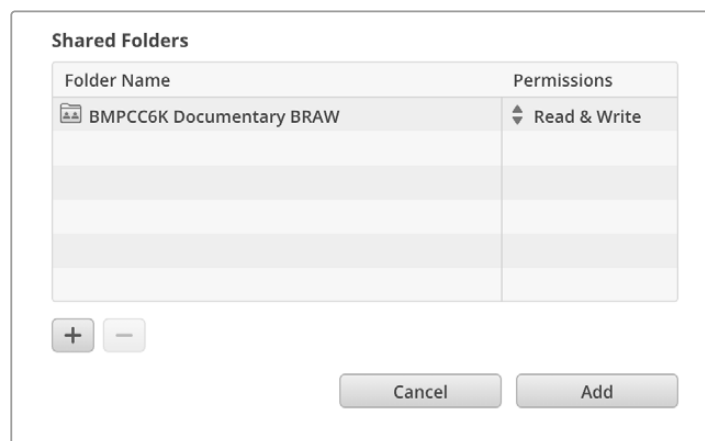 Shared Folders
Folder Name Permissions
BMPCC6K Documentary BRAW Read & Write
Cancel Add